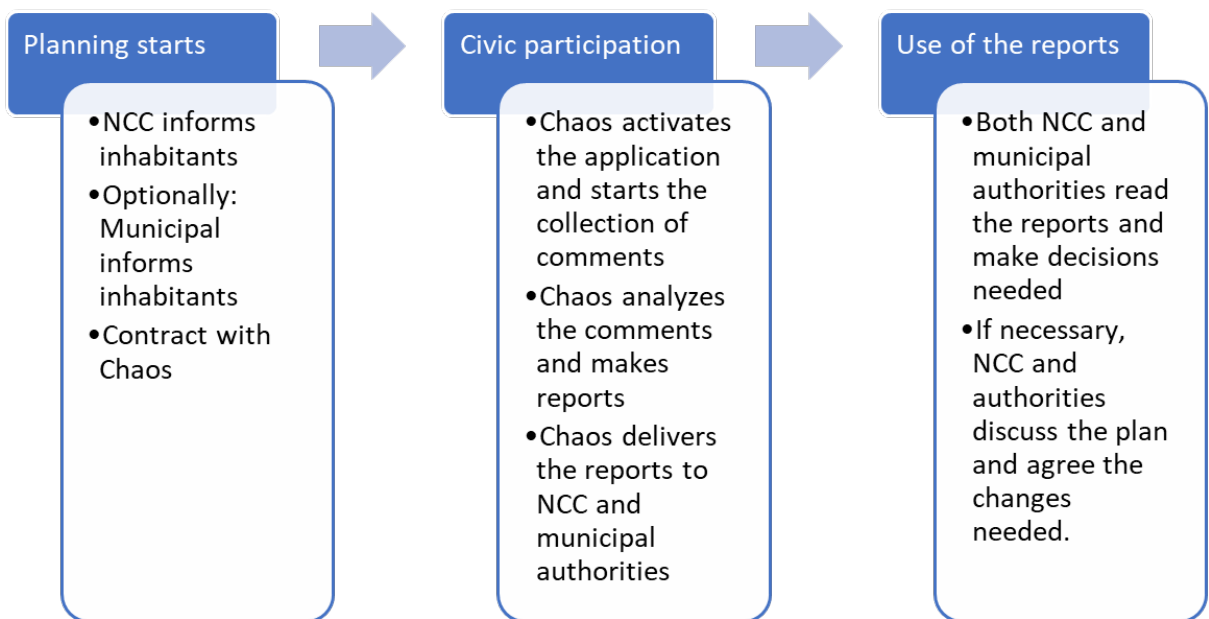 Planning starts
•NCC informs
inhabitants
•Optionally:
Municipal
informs
inhabitants
•Contract with
Chaos
Civic participation
•Chaos activates
the application
and starts the
collection of
comments
•Chaos analyzes
the comments
and makes
reports
•Chaos delivers
the reports to
NCC and
municipal
authorities
Use of the reports
•Both NCC and
municipal
authorities read
the reports and
make decisions
needed
•If necessary,
NCC and
authorities
discuss the plan
and agree the
changes
needed.